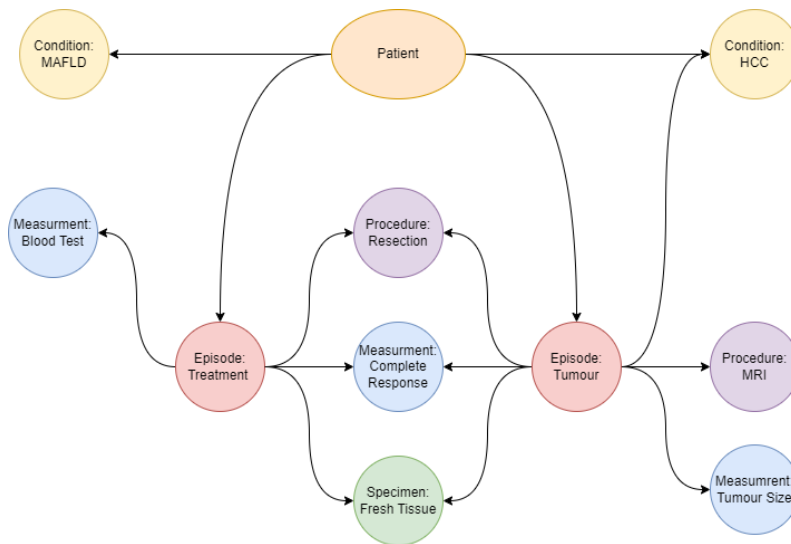 Condition:
MAFLD
Patient
Condition:
HCC
Measurment:
Blood Test
Procedure:
Resection
Episode:
Treatment
Measurment:
Complete
Response
Episode:
Tumour
Procedure:
MRI
Specimen:
Fresh Tissue
Measumrent:
Tumour Size